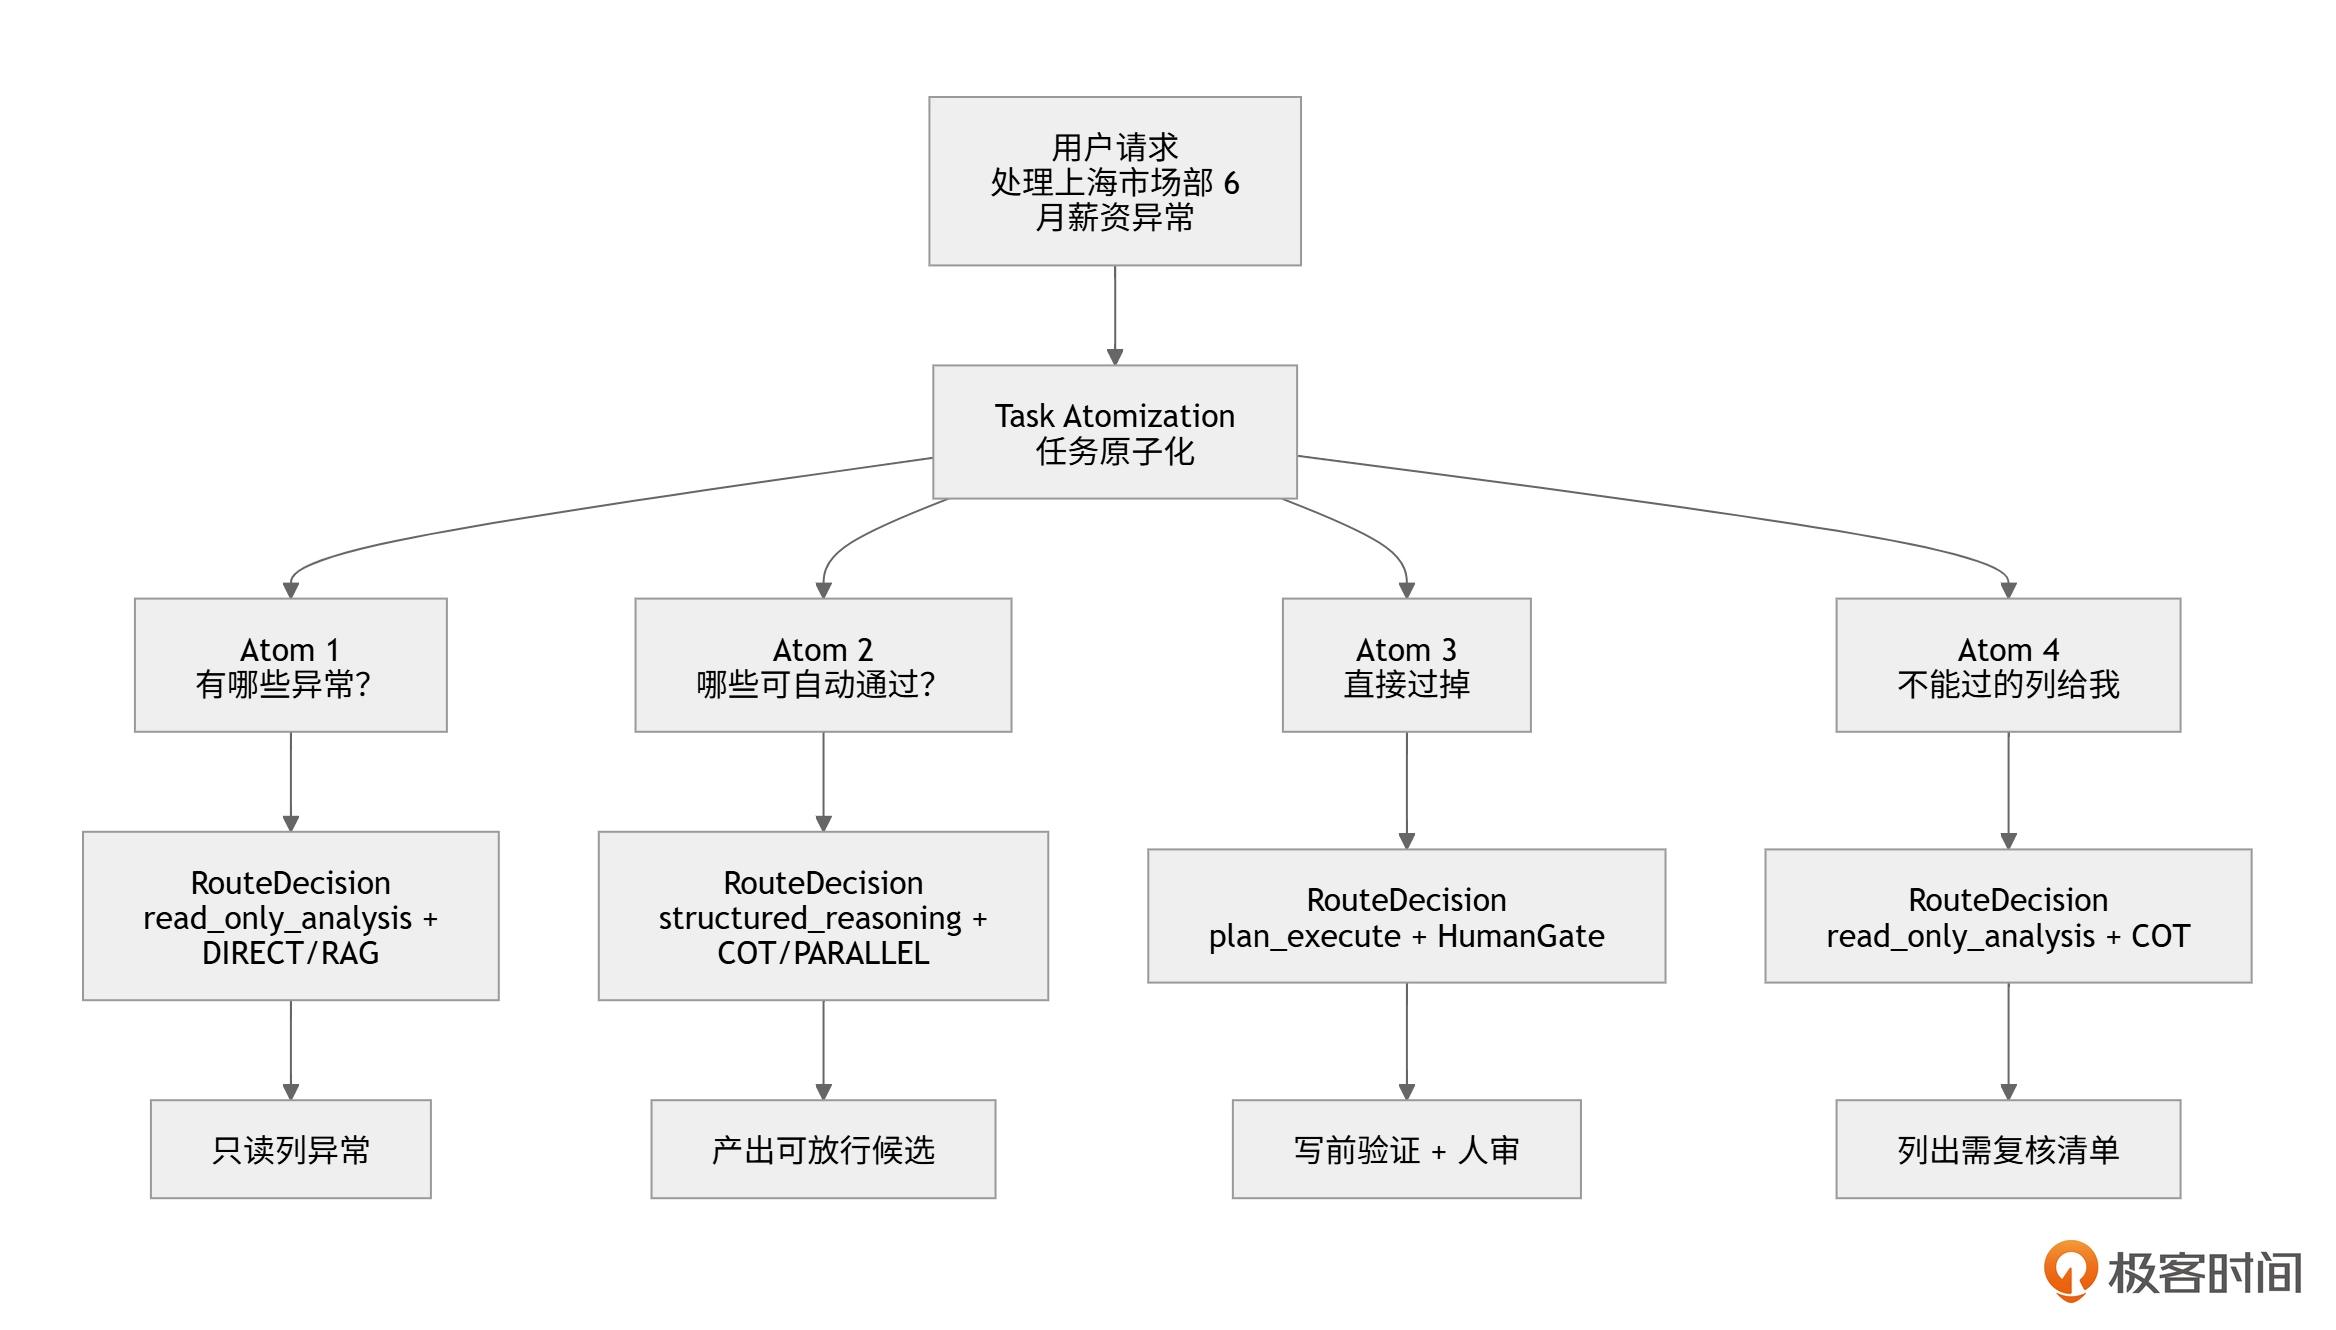 用户请求
处理上海市场部 6
月薪资异常
Task Atomization
任务原子化
Atom 1
有哪些异常？
Atom 2
哪些可自动通过？
Atom 3
直接过掉
Atom 4
不能过的列给我
RouteDecision
read_only_analysis +
DIRECT/RAG
RouteDecision
structured_reasoning +
COT/PARALLEL
RouteDecision
plan_execute + HumanGate
RouteDecision
read_only_analysis + COT
只读列异常
产出可放行候选
写前验证 + 人审
列出需复核清单
极客时间